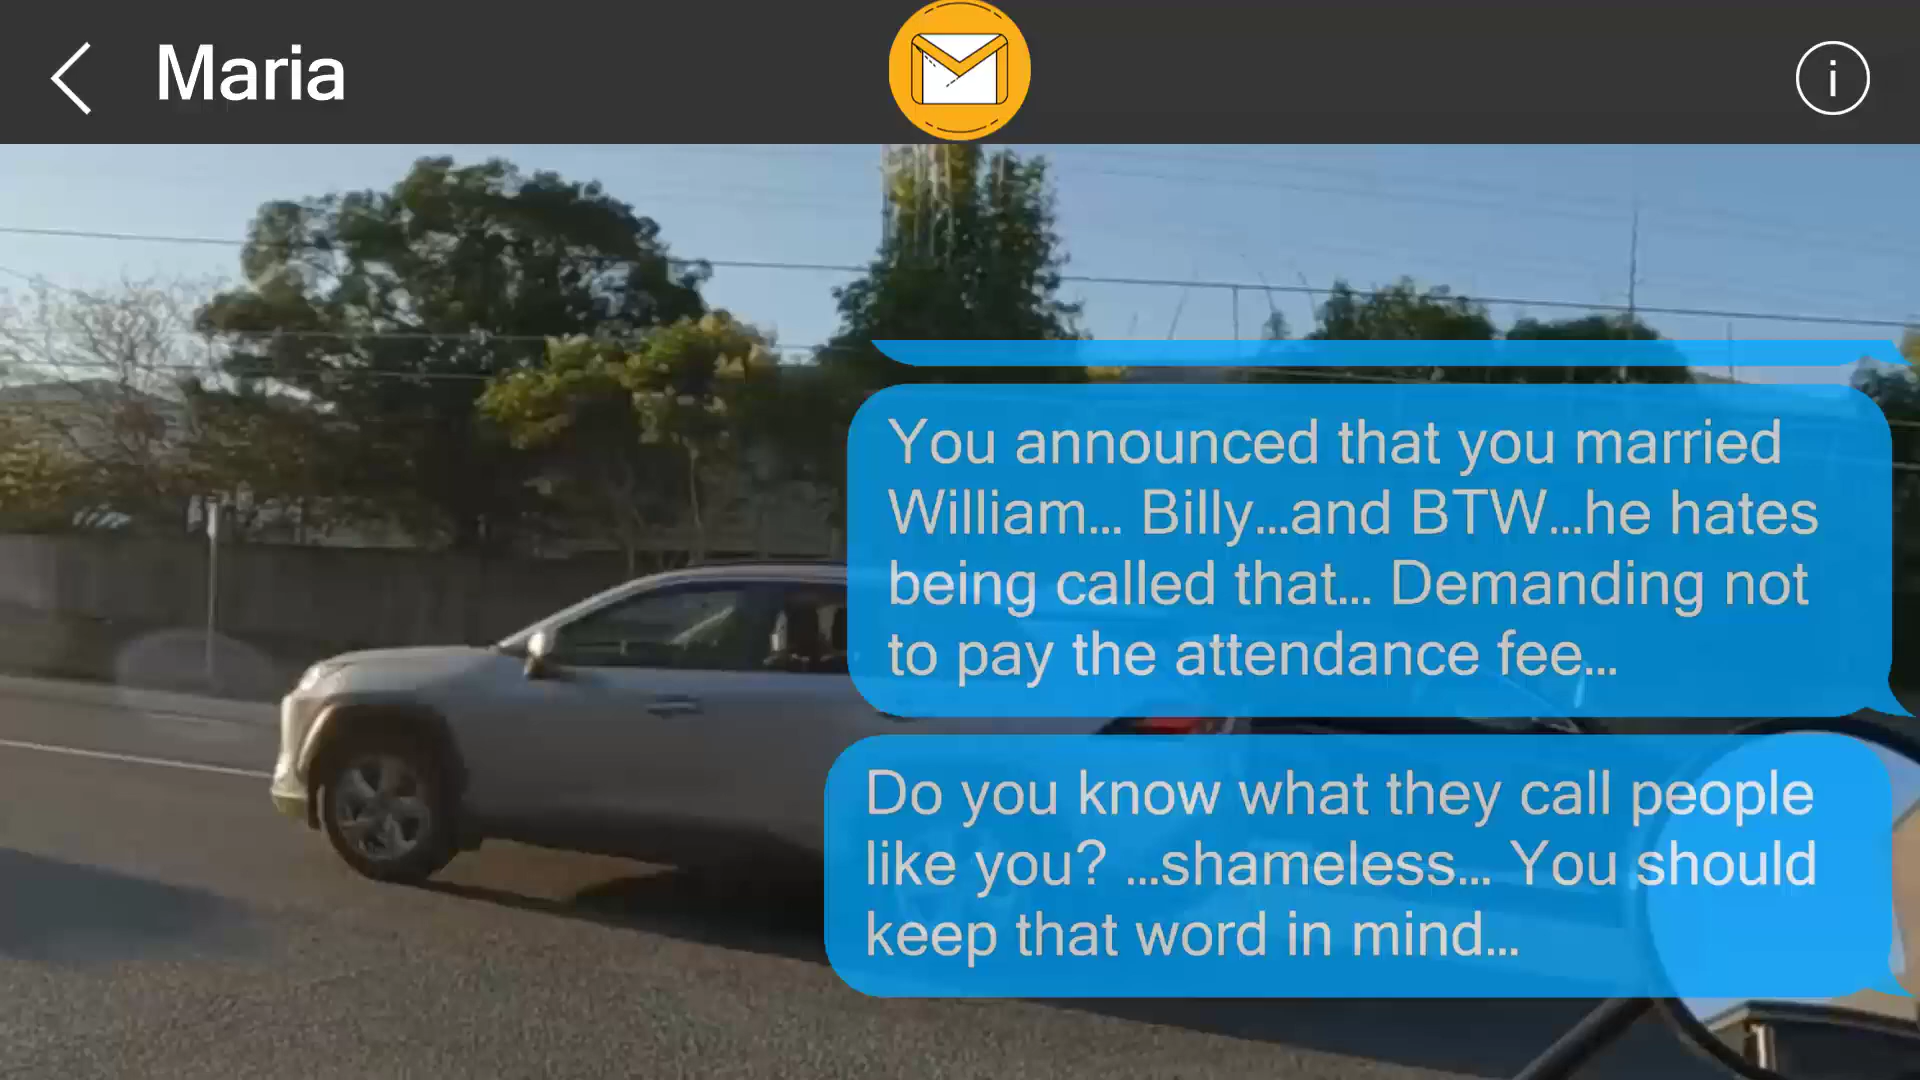 Maria
You announced that you married
William... Billy...and BTW...he hates
being called that... Demanding not
to pay the attendance fee...
Do you know what they call people
like you? ...shameless... You should
keep that word in mind...